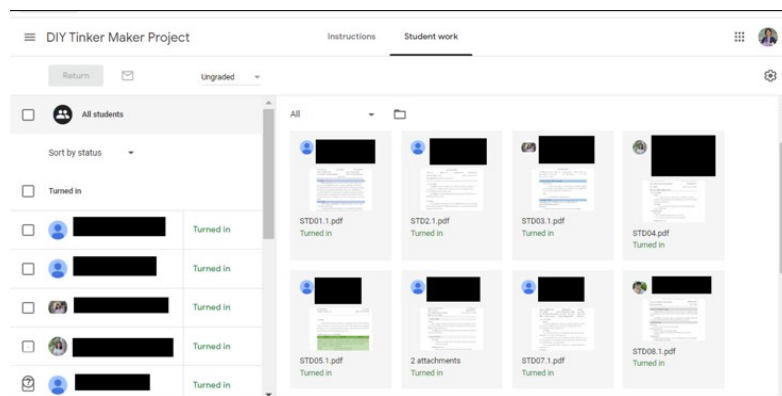 DIY Tinker Maker Project
Instructions
Student work
Return
Ungraded
All students
Sort by status
Turned in
Turned in
Turned in
Turned in
Turned in
Turned in
All
STD01.1.pdf
Turned in
STD2.1.pdf
Turned in
STD03.1.pdf
Turned in
STD04.pdf
Turned in
STD05.1.pdf
Turned in
2 attachments
Turned in
STD07.1.pdf
Turned in
STD08.1.pdf
Turned in